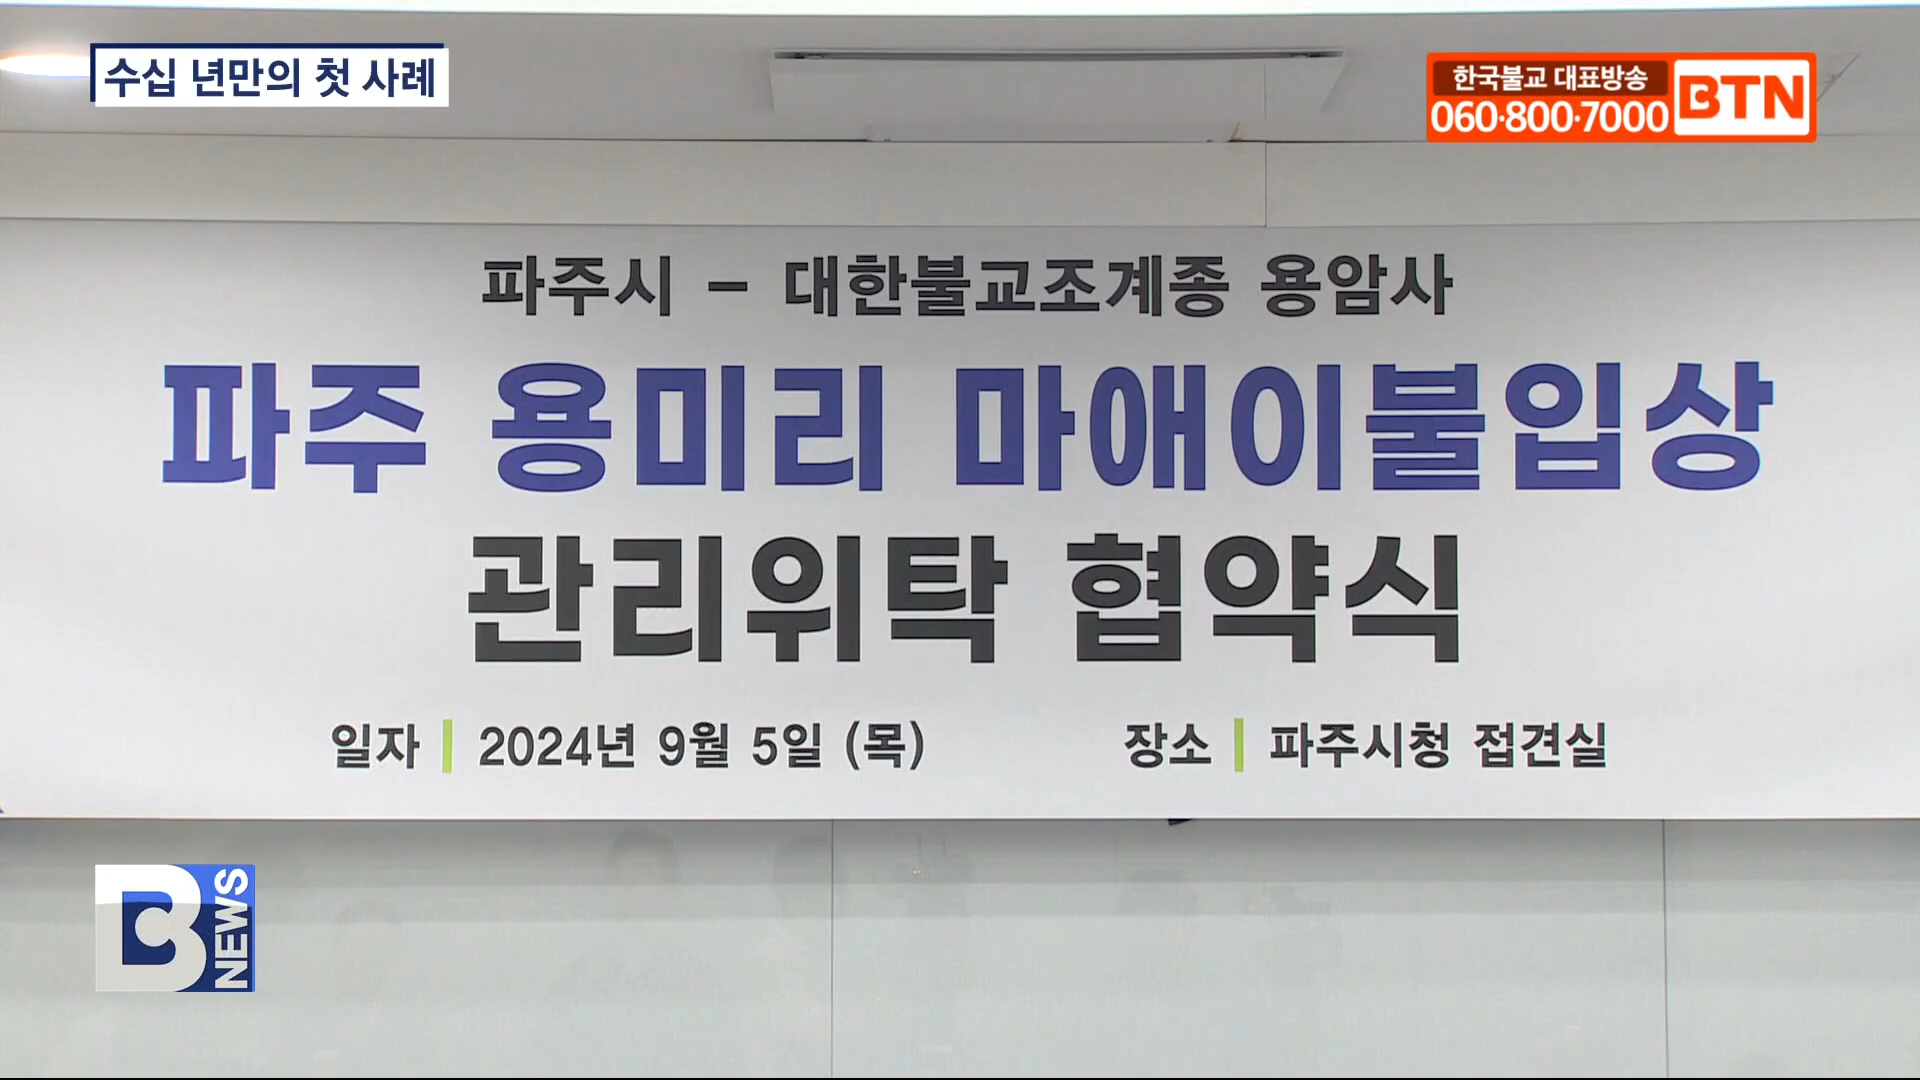 수십 년만의 첫 사례
한국불교 대표방송
060·800·7000
BTN
파주시 - 대한불교조계종 용암사
파주 용미리 마애이불입상
관리위탁 협약식
일자 | 2024년 9월 5일 (목)
장소 | 파주시청 접견실
B NEWS